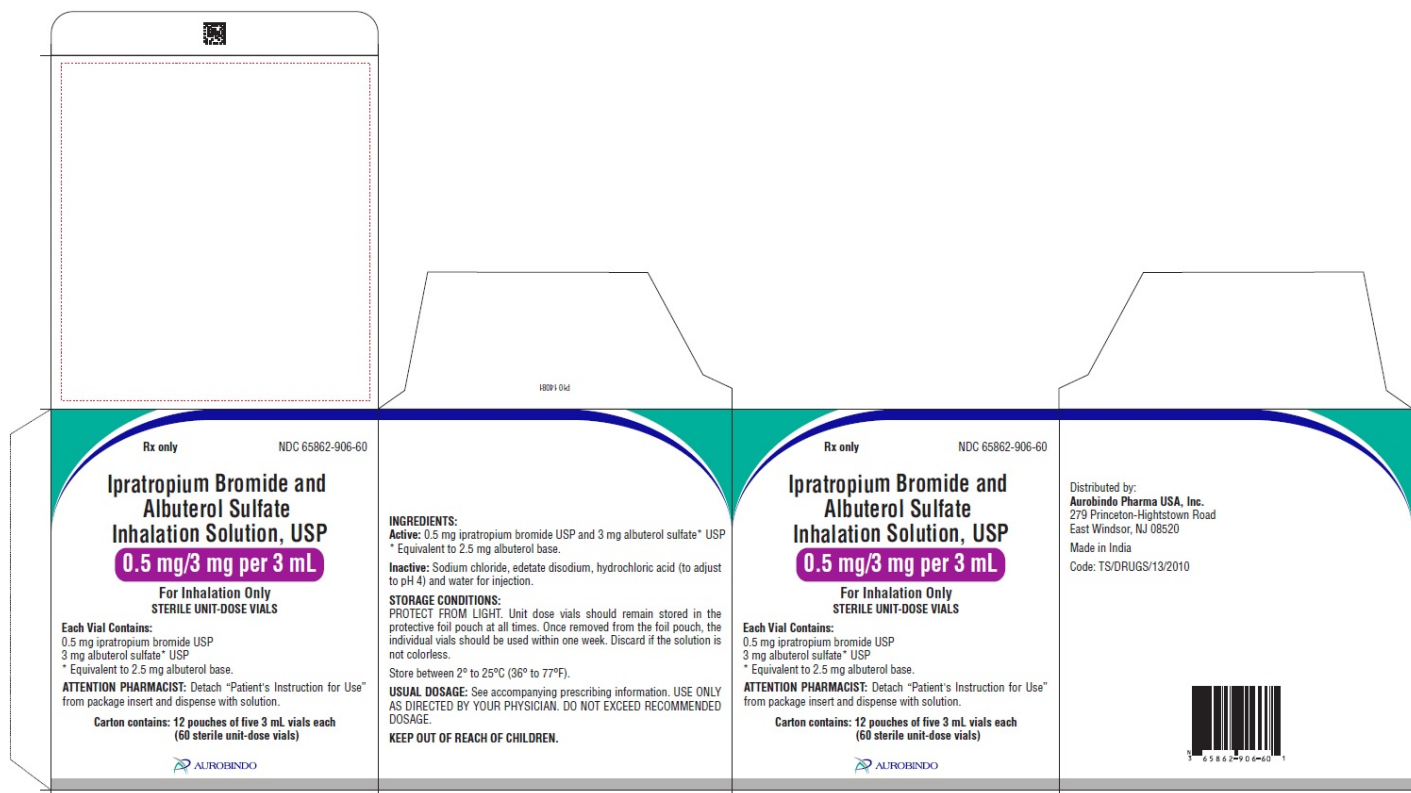 P1O14081
Rx only NDC 65862-906-60
Ipratropium Bromide and
Albuterol Sulfate
Inhalation Solution, USP
0.5 mg/3 mg per 3 mL
For Inhalation Only
STERILE UNIT-DOSE VIALS
Each Vial Contains:
0.5 mg ipratropium bromide USP
3 mg albuterol sulfate* USP
* Equivalent to 2.5 mg albuterol base.
ATTENTION PHARMACIST: Detach “Patient's Instruction for Use”
from package insert and dispense with solution.
Carton contains: 12 pouches of five 3 mL vials each
(60 sterile unit-dose vials)
AUROBINDO
INGREDIENTS:
Active: 0.5 mg ipratropium bromide USP and 3 mg albuterol sulfate* USP
* Equivalent to 2.5 mg albuterol base.
Inactive: Sodium chloride, edetate disodium, hydrochloric acid (to adjust
to pH 4) and water for injection.
STORAGE CONDITIONS:
PROTECT FROM LIGHT. Unit dose vials should remain stored in the
protective foil pouch at all times. Once removed from the foil pouch, the
individual vials should be used within one week. Discard if the solution is
not colorless.
Store between 2º to 25ºC (36º to 77ºF).
USUAL DOSAGE: See accompanying prescribing information. USE ONLY
AS DIRECTED BY YOUR PHYSICIAN. DO NOT EXCEED RECOMMENDED
DOSAGE.
KEEP OUT OF REACH OF CHILDREN.
Rx only NDC 65862-906-60
Ipratropium Bromide and
Albuterol Sulfate
Inhalation Solution, USP
0.5 mg/3 mg per 3 mL
For Inhalation Only
STERILE UNIT-DOSE VIALS
Each Vial Contains:
0.5 mg ipratropium bromide USP
3 mg albuterol sulfate* USP
* Equivalent to 2.5 mg albuterol base.
ATTENTION PHARMACIST: Detach “Patient's Instruction for Use”
from package insert and dispense with solution.
Carton contains: 12 pouches of five 3 mL vials each
(60 sterile unit-dose vials)
AUROBINDO
Distributed by:
Aurobindo Pharma USA, Inc.
279 Princeton-Hightstown Road
East Windsor, NJ 08520
Made in India
Code: TS/DRUGS/13/2010
N
3 65862-906-60 1